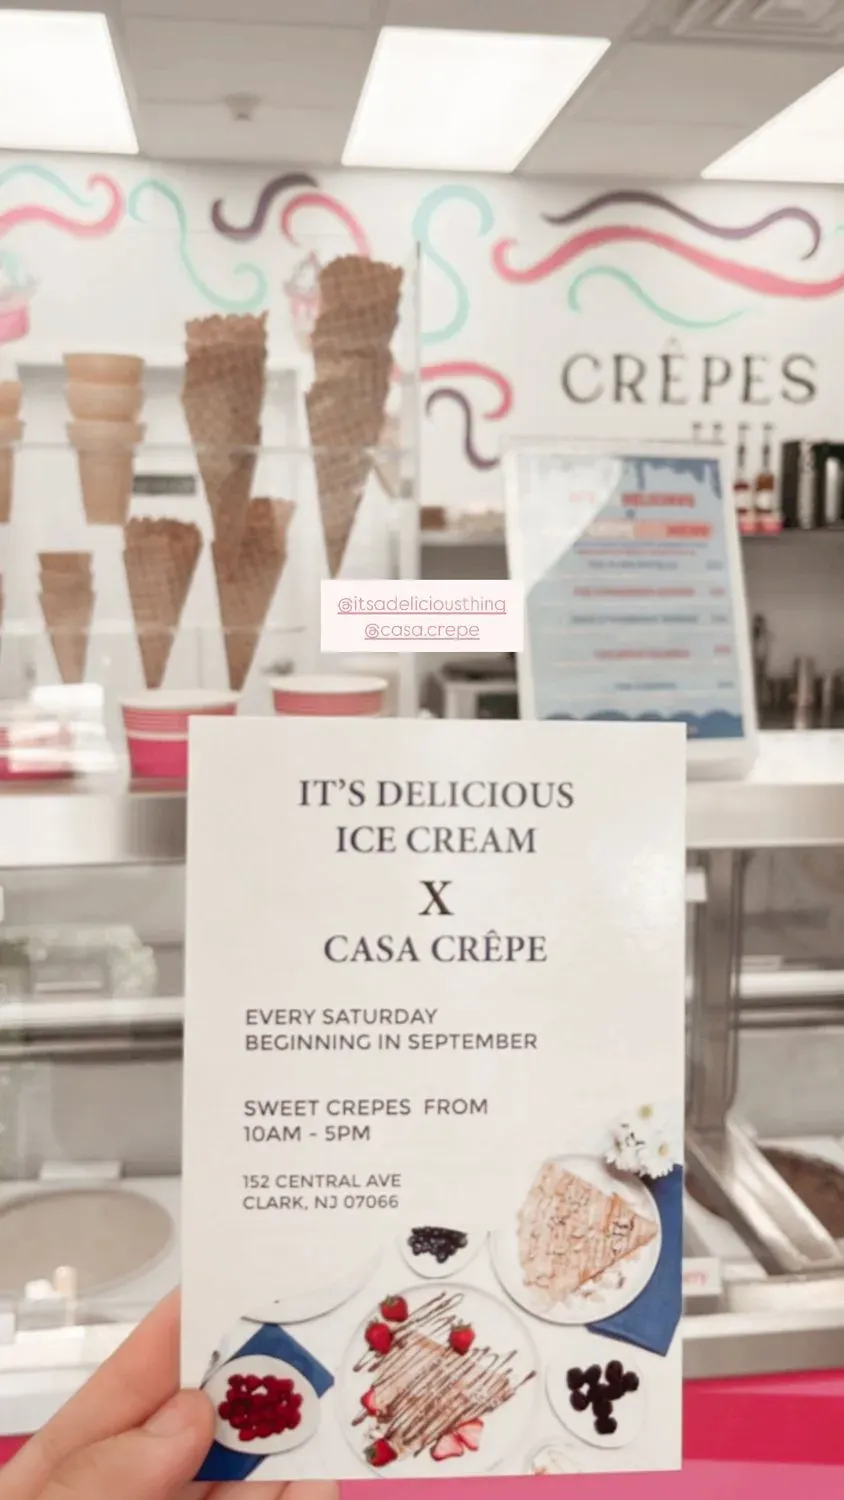 CRÊPES
@itsadeliciousthing
@casa.crepe
IT'S DELICIOUS
ICE CREAM
X
CASA CRÊPE
EVERY SATURDAY
BEGINNING IN SEPTEMBER
SWEET CREPES FROM
10AM - 5PM
152 CENTRAL AVE
CLARK, NJ 07066